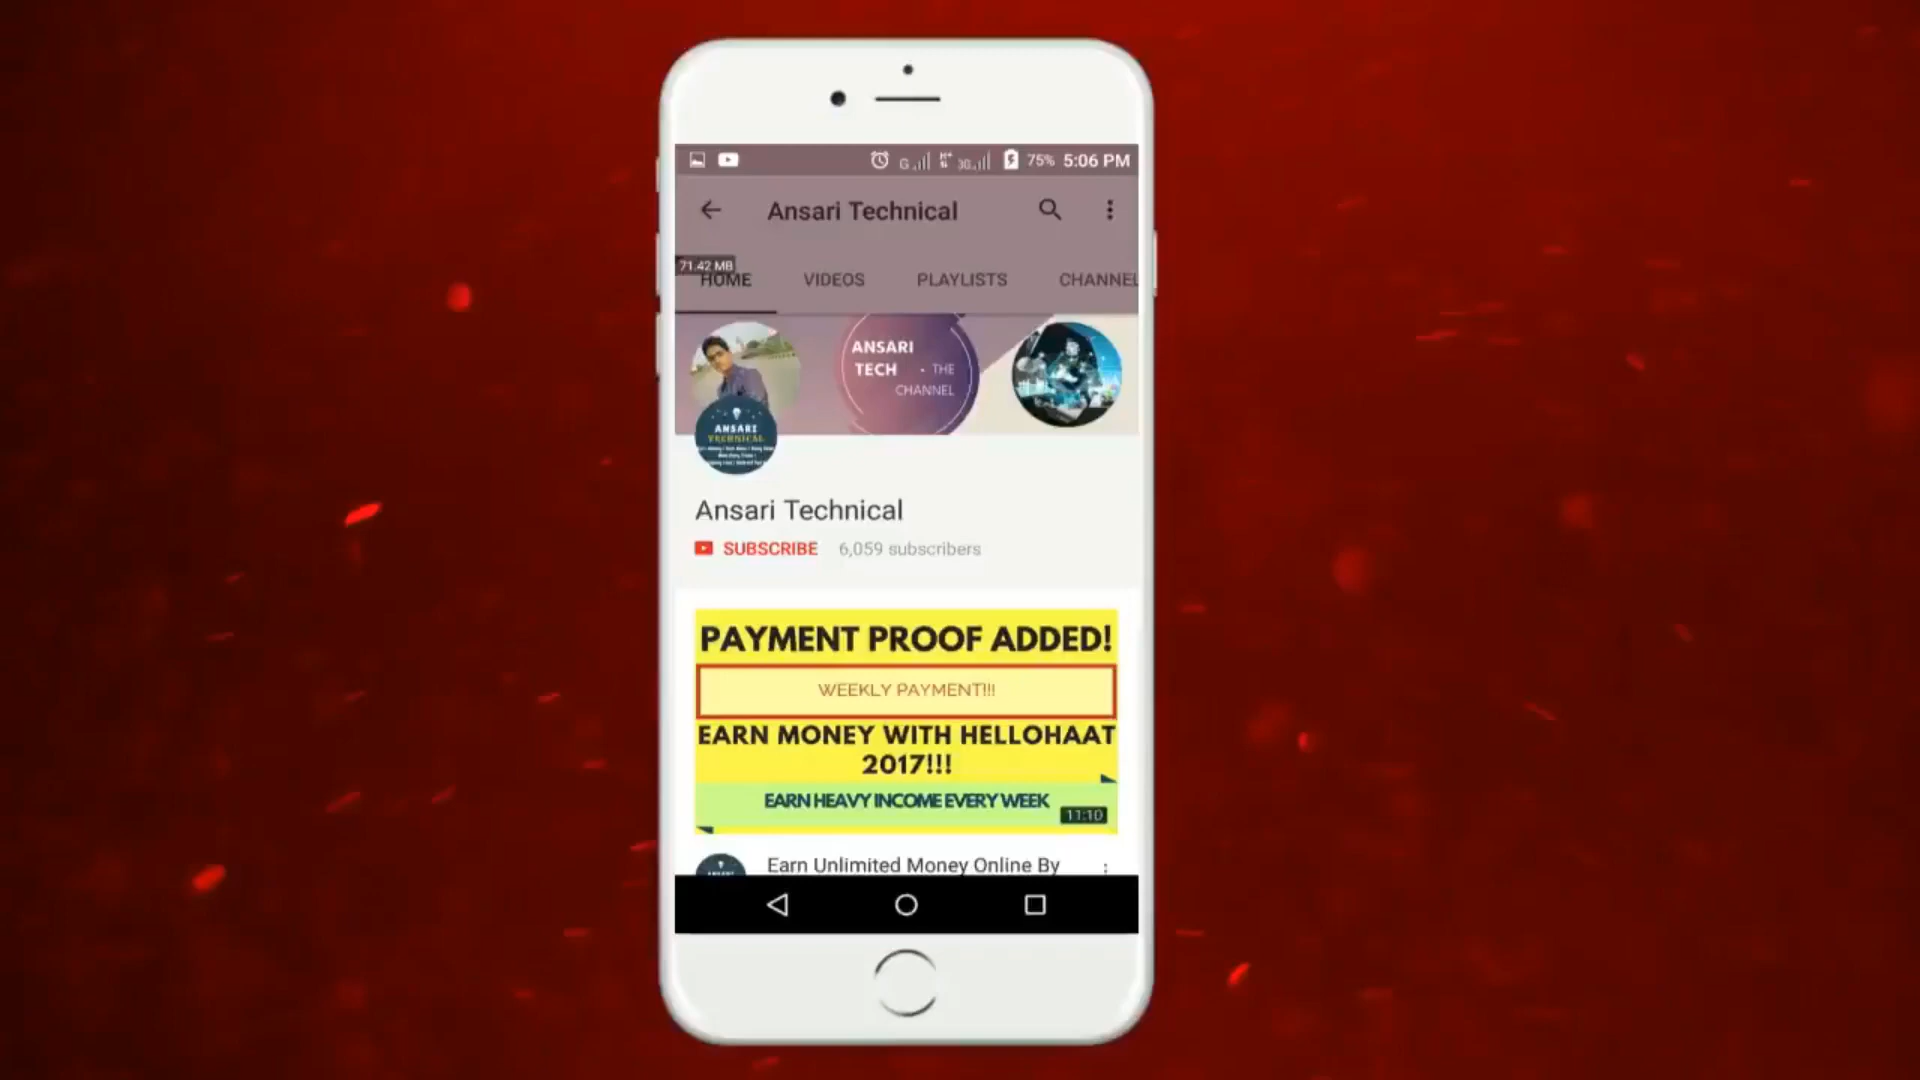 G 3G 75% 5:06 PM
Ansari Technical
71.42 MB
HOME VIDEOS PLAYLISTS CHANNEL
ANSARI
TECH · THE
CHANNEL
ANSARI
TECHNICAL
Ansari Technical
SUBSCRIBE 6,059 subscribers
PAYMENT PROOF ADDED!
WEEKLY PAYMENT!!!
EARN MONEY WITH HELLOHAAT
2017!!!
EARN HEAVY INCOME EVERY WEEK
11:10
Earn Unlimited Money Online By